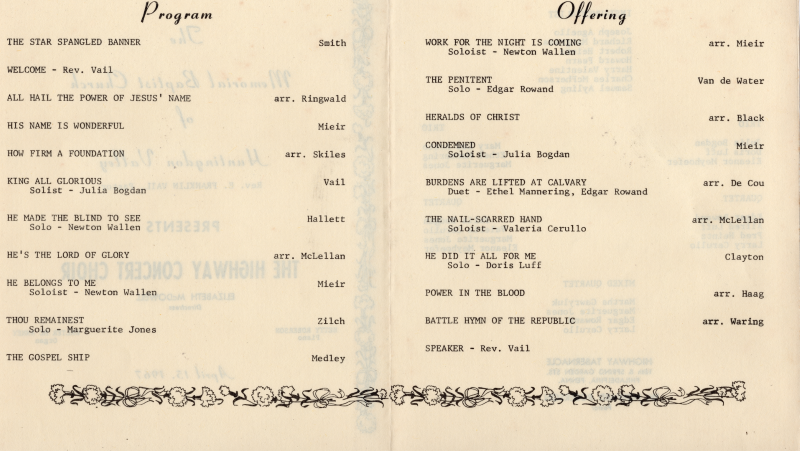 Program
THE STAR SPANGLED BANNER Smith
WELCOME - Rev. Vail
ALL HAIL THE POWER OF JESUS' NAME arr. Ringwald
HIS NAME IS WONDERFUL Mieir
HOW FIRM A FOUNDATION arr. Skiles
KING ALL GLORIOUS Vail
Solist - Julia Bogdan
HE MADE THE BLIND TO SEE Hallett
Solo - Newton Wallen
HE'S THE LORD OF GLORY arr. McLellan
HE BELONGS TO ME Mieir
Soloist - Newton Wallen
THOU REMAINEST Zilch
Solo - Marguerite Jones
THE GOSPEL SHIP Medley
Offering
WORK FOR THE NIGHT IS COMING arr. Mieir
Soloist - Newton Wallen
THE PENITENT Van de Water
Solo - Edgar Rowand
HERALDS OF CHRIST arr. Black
CONDEMNED Mieir
Soloist - Julia Bogdan
BURDENS ARE LIFTED AT CALVARY arr. De Cou
Duet - Ethel Mannering, Edgar Rowand
THE NAIL-SCARRED HAND arr. McLellan
Soloist - Valeria Cerullo
HE DID IT ALL FOR ME Clayton
Solo - Doris Luff
POWER IN THE BLOOD arr. Haag
BATTLE HYMN OF THE REPUBLIC arr. Waring
SPEAKER - Rev. Vail